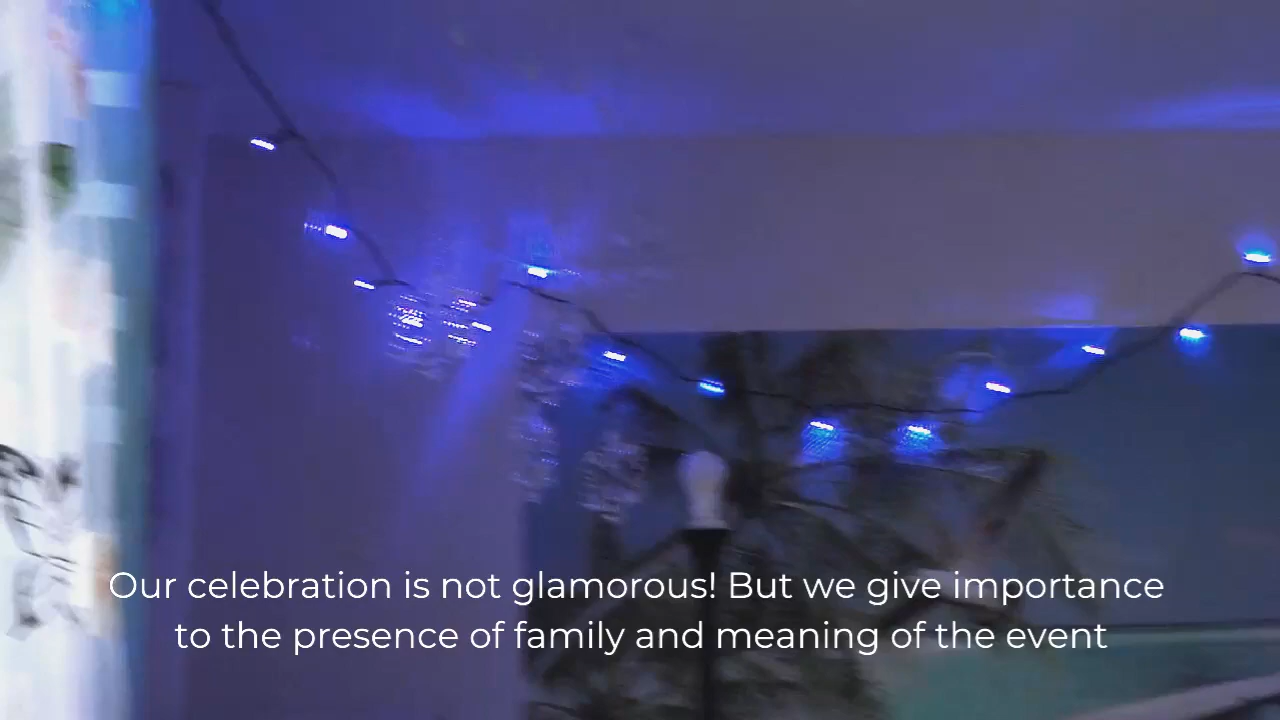 Our celebration is not glamorous! But we give importance
to the presence of family and meaning of the event